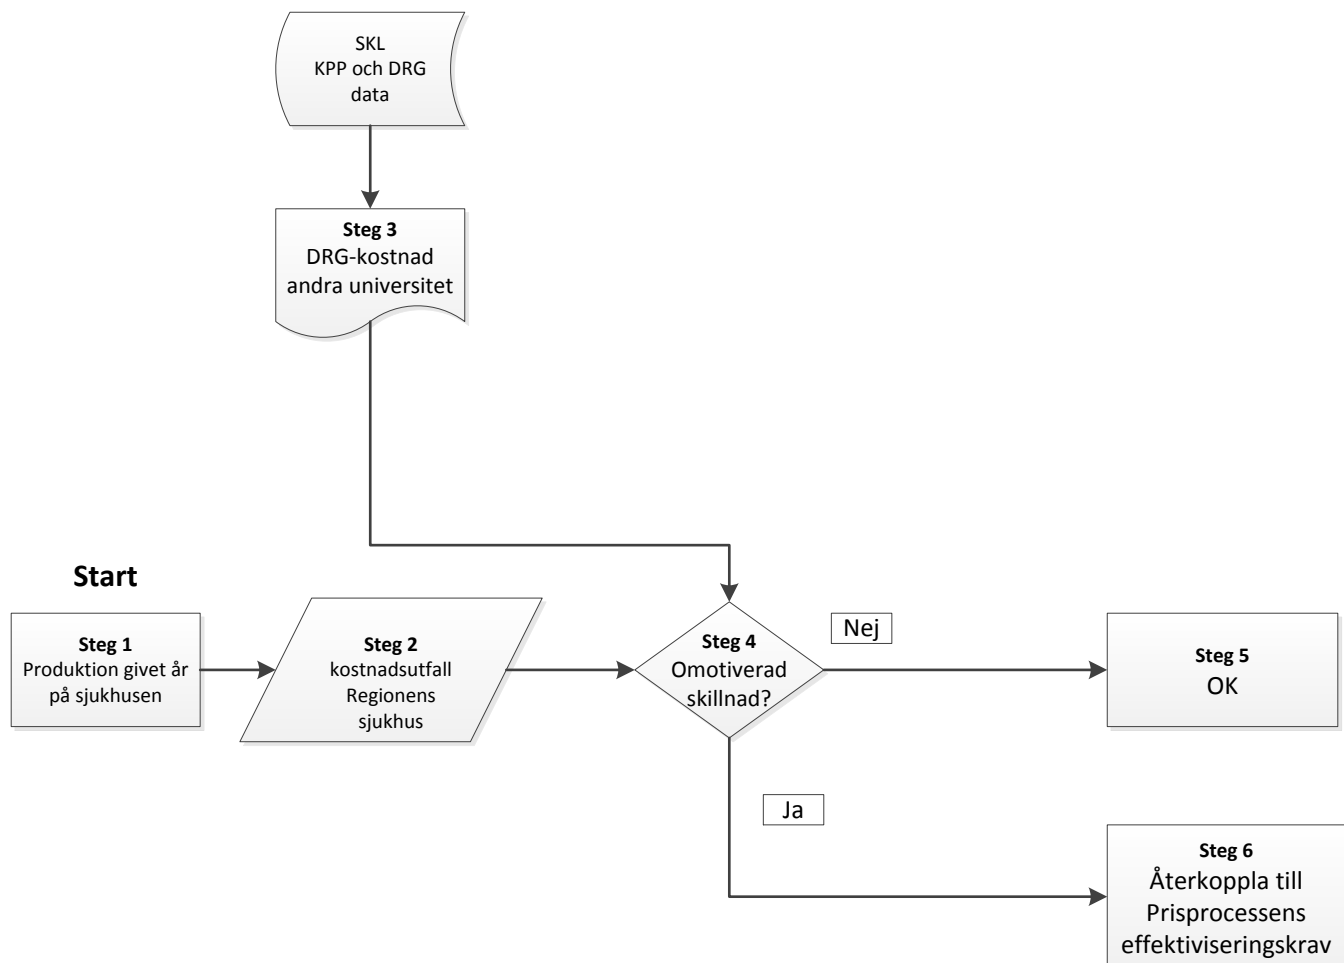 SKL
KPP och DRG
data
Steg 3
DRG-kostnad
andra universitet
Start
Steg 1
Produktion givet år
på sjukhusen
Steg 2
kostnadsutfall
Regionens
sjukhus
Steg 4
Omotiverad
skillnad?
Nej
Steg 5
OK
Ja
Steg 6
Återkoppla till
Prisprocessens
effektiviseringskrav